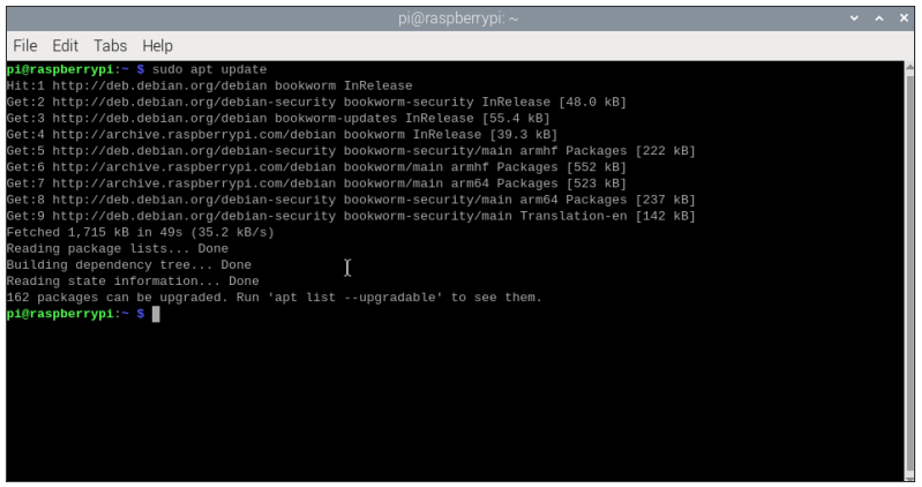 pi@raspberrypi: ~
File Edit Tabs Help
pi@raspberrypi:~ $ sudo apt update
Hit:1 http://deb.debian.org/debian bookworm InRelease
Get:2 http://deb.debian.org/debian-security bookworm-security InRelease [48.0 kB]
Get:3 http://deb.debian.org/debian bookworm-updates InRelease [55.4 kB]
Get:4 http://archive.raspberrypi.com/debian bookworm InRelease [39.3 kB]
Get:5 http://deb.debian.org/debian-security bookworm-security/main armhf Packages [222 kB]
Get:6 http://archive.raspberrypi.com/debian bookworm/main armhf Packages [552 kB]
Get:7 http://archive.raspberrypi.com/debian bookworm/main arm64 Packages [523 kB]
Get:8 http://deb.debian.org/debian-security bookworm-security/main arm64 Packages [237 kB]
Get:9 http://deb.debian.org/debian-security bookworm-security/main Translation-en [142 kB]
Fetched 1,715 kB in 49s (35.2 kB/s)
Reading package lists... Done
Building dependency tree... Done
Reading state information... Done
162 packages can be upgraded. Run 'apt list --upgradable' to see them.
pi@raspberrypi:~ $